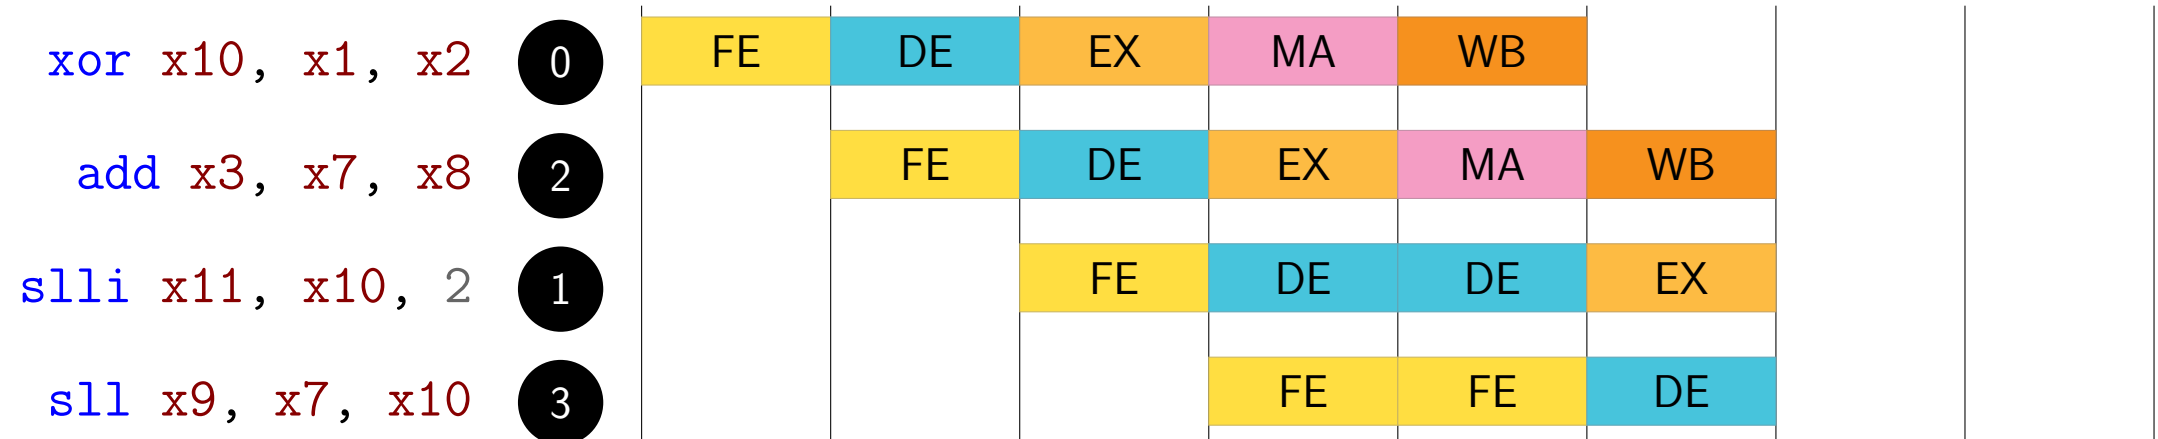 xor x10, x1, x2 0 FE DE EX MA WB
add x3, x7, x8 2 FE DE EX MA WB
slli x11, x10, 2 1 FE DE DE EX
sll x9, x7, x10 3 FE FE DE